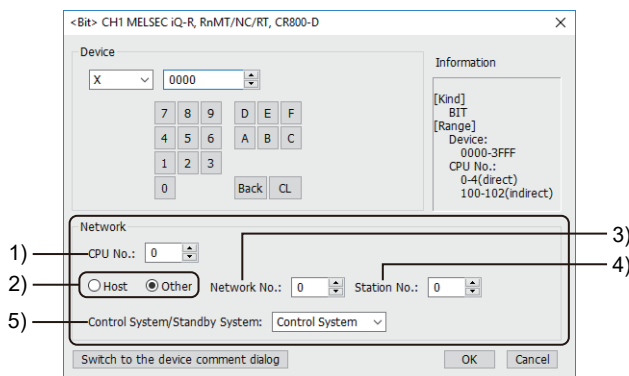 <Bit> CH1 MELSEC iQ-R, RnMT/NC/RT, CR800-D
Device
X 0000
7 8 9 D E F
4 5 6 A B C
1 2 3
0 Back CL
Information
[Kind]
BIT
[Range]
Device:
0000-3FFF
CPU No.:
0-4(direct)
100-102(indirect)
Network
1) CPU No.: 0
2) Host Other Network No.: 0 Station No.: 0
3)
4)
5) Control System/Standby System: Control System
Switch to the device comment dialog OK Cancel